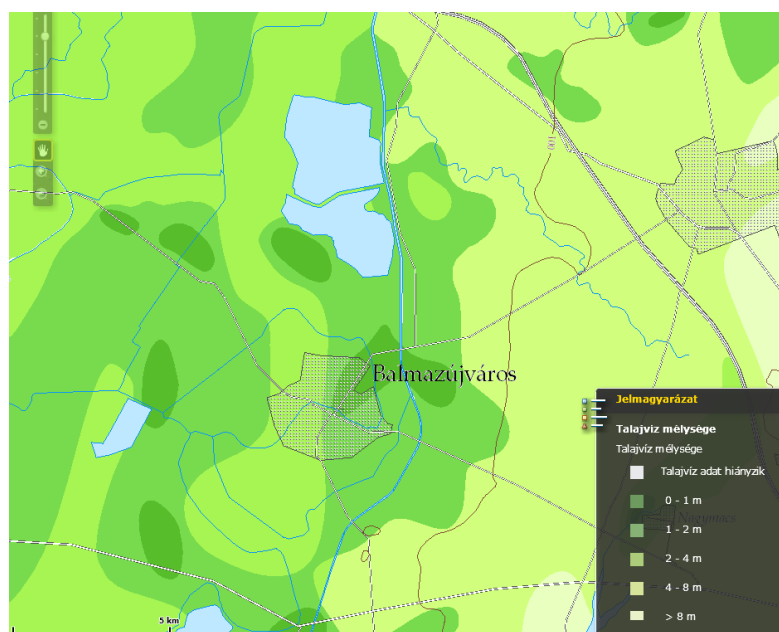 100
Balmazújváros
Jelmagyarázat
Talajvíz mélysége
Talajvíz mélysége
Talajvíz adat hiányzik
0 - 1 m
1 - 2 m
2 - 4 m
4 - 8 m
> 8 m
5 km